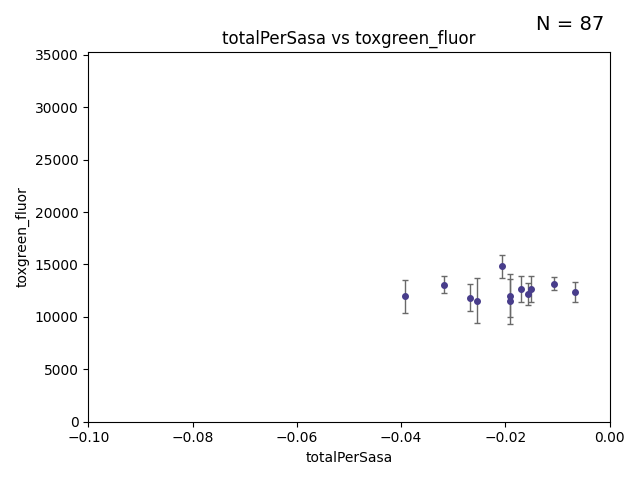 N = 87
totalPerSasa vs toxgreen_fluor
35000
30000
25000
20000
15000
10000
5000
0
toxgreen_fluor
−0.10 −0.08 −0.06 −0.04 −0.02 0.00
totalPerSasa